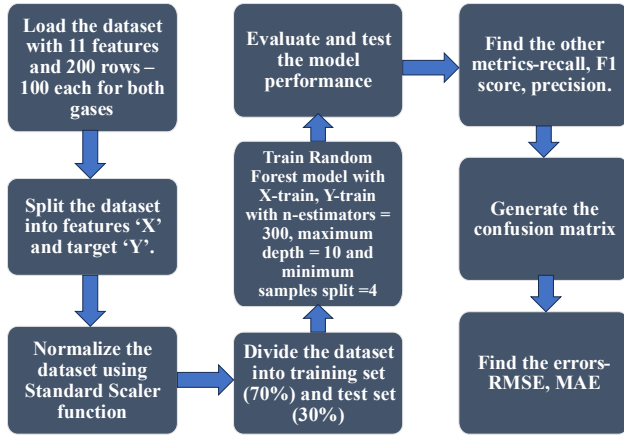 Load the dataset
with 11 features
and 200 rows –
100 each for both
gases
Split the dataset
into features ‘X’
and target ‘Y’.
Normalize the
dataset using
Standard Scaler
function
Divide the dataset
into training set
(70%) and test set
(30%)
Train Random
Forest model with
X-train, Y-train
with n-estimators =
300, maximum
depth = 10 and
minimum
samples split =4
Evaluate and test
the model
performance
Find the other
metrics-recall, F1
score, precision.
Generate the
confusion matrix
Find the errors-
RMSE, MAE